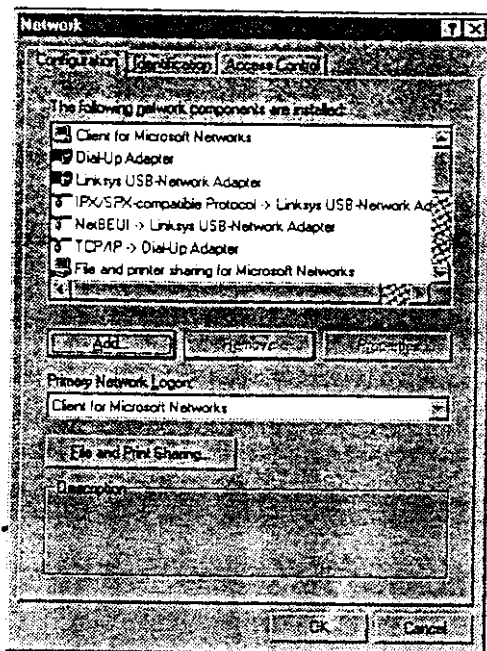 Network
Configuration Identification Access Control
The following network components are installed:
Client for Microsoft Networks
Dial-Up Adapter
Linksys USB-Network Adapter
IPX/SPX-compatible Protocol -> Linksys USB-Network Ad
NetBEUI -> Linksys USB-Network Adapter
TCP/IP -> Dial-Up Adapter
File and printer sharing for Microsoft Networks
Add... Remove Properties
Primary Network Logon:
Client for Microsoft Networks
File and Print Sharing...
Description
OK Cancel